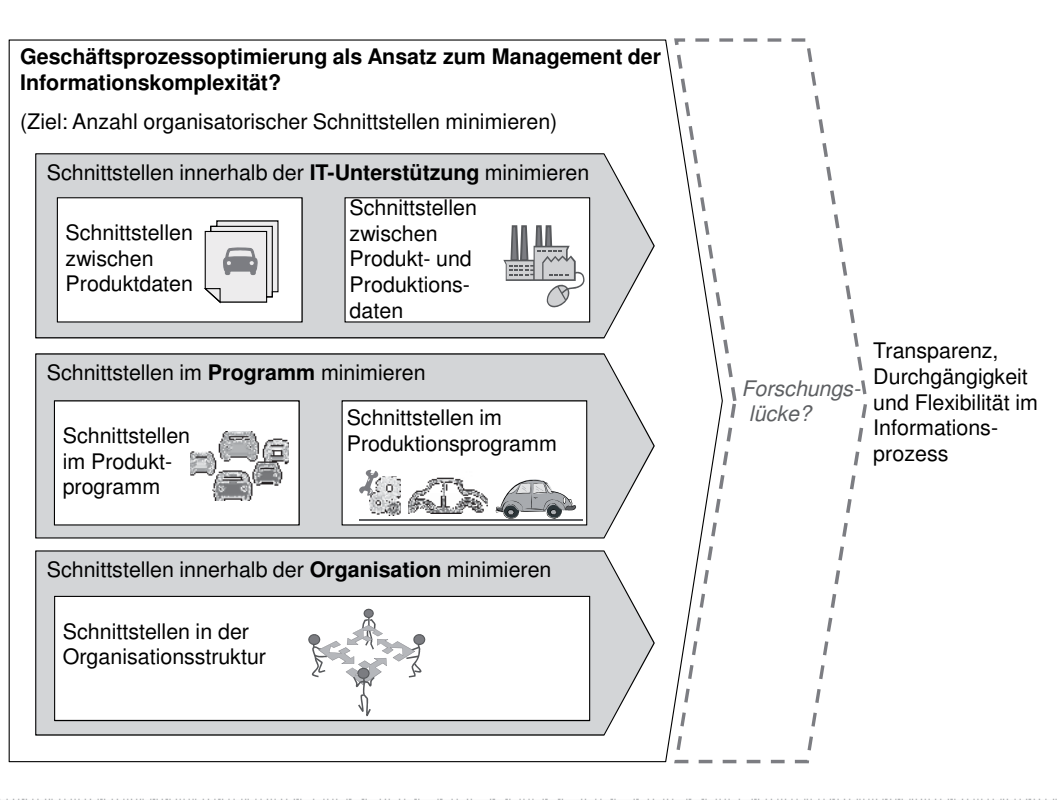 Geschäftsprozessoptimierung als Ansatz zum Management der
Informationskomplexität?
(Ziel: Anzahl organisatorischer Schnittstellen minimieren)
Schnittstellen innerhalb der IT-Unterstützung minimieren
Schnittstellen
zwischen
Produktdaten
Schnittstellen
zwischen
Produkt- und
Produktions-
daten
Schnittstellen im Programm minimieren
Schnittstellen
im Produkt-
programm
Schnittstellen im
Produktionsprogramm
Schnittstellen innerhalb der Organisation minimieren
Schnittstellen in der
Organisationsstruktur
Forschungs-
lücke?
Transparenz,
Durchgängigkeit
und Flexibilität im
Informations-
prozess